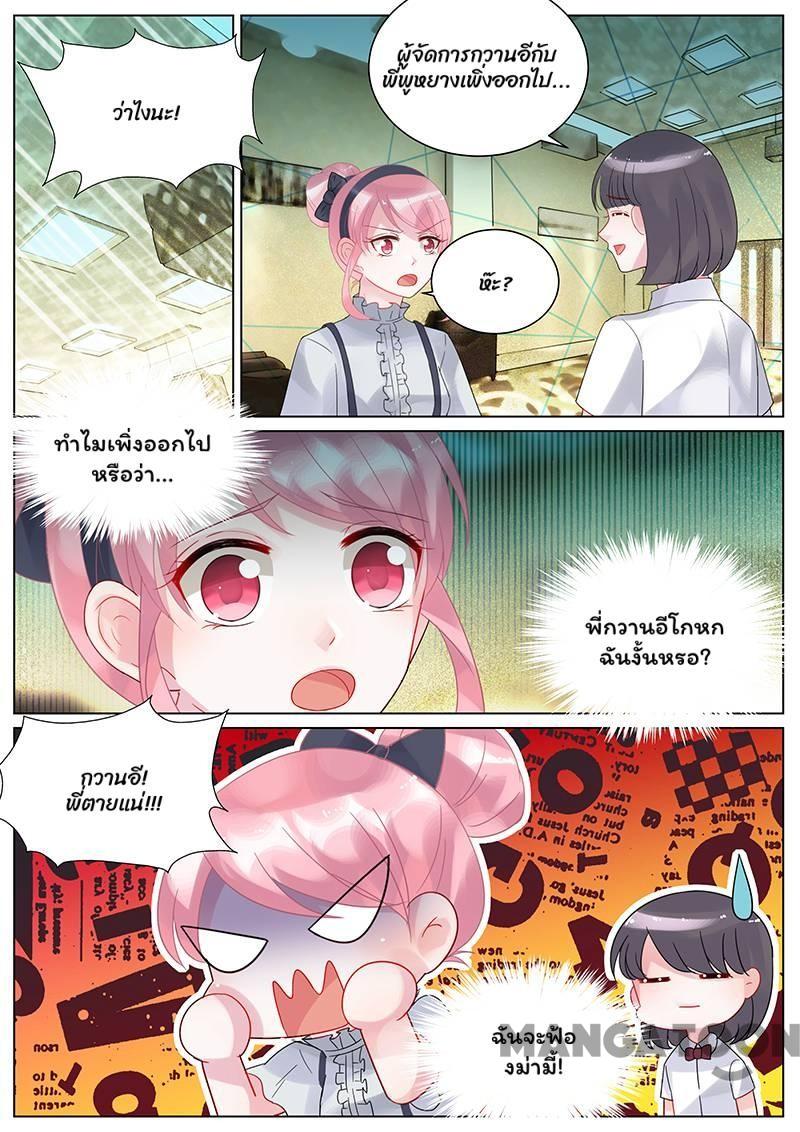 ผู้จัดการกวานอีกับ
พี่พูหยางเพิ่งออกไป...
ว่าไงนะ!
ห๊ะ?
ทำไมเพิ่งออกไป
หรือว่า...
พี่กวานอีโกหก
ฉันงั้นหรอ?
กวานอี!
พี่ตายแน่!!!
ฉันจะฟ้อ
งม่ามี้!
MANGATOON